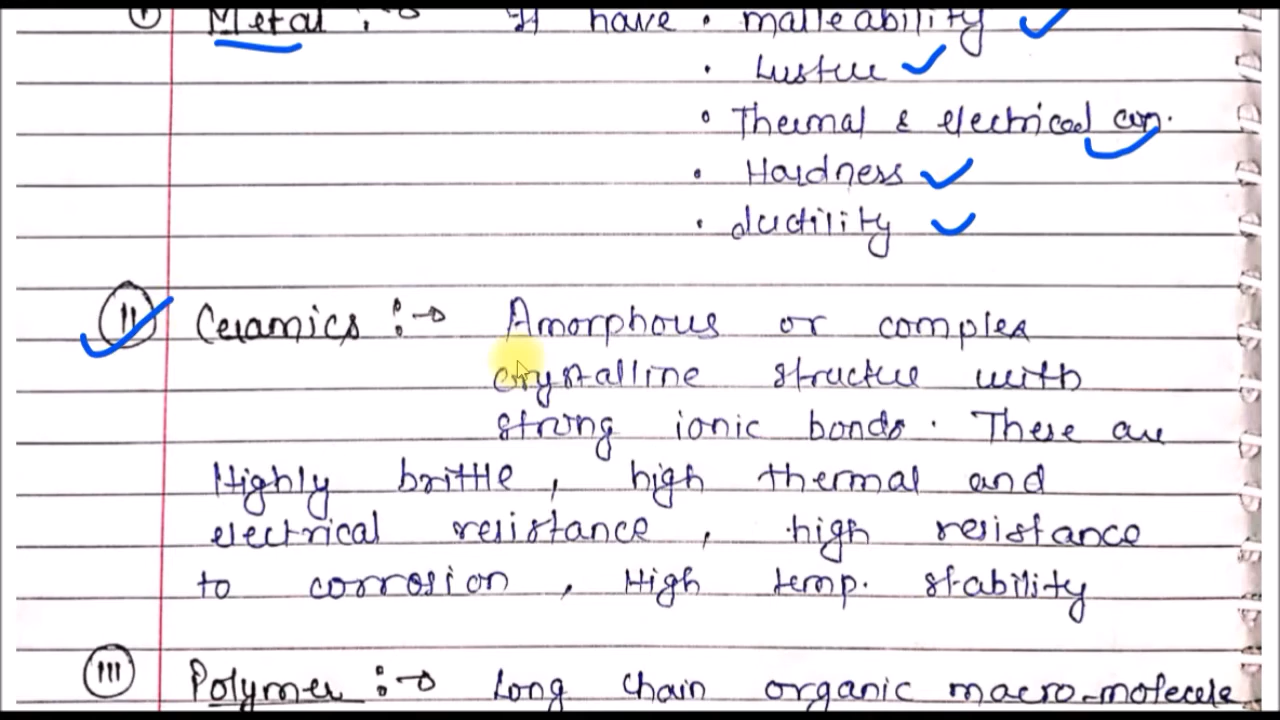 (I) Metal :→ It have • malleability
• Lustre
• Thermal & electrical con.
• Hardness
• ductility
(II) Ceramics :→ Amorphous or complex
crystalline structure with
strong ionic bonds. These are
Highly brittle, high thermal and
electrical resistance, high resistance
to corrosion, High temp. stability
(III) Polymer :→ Long chain organic macro-molecule